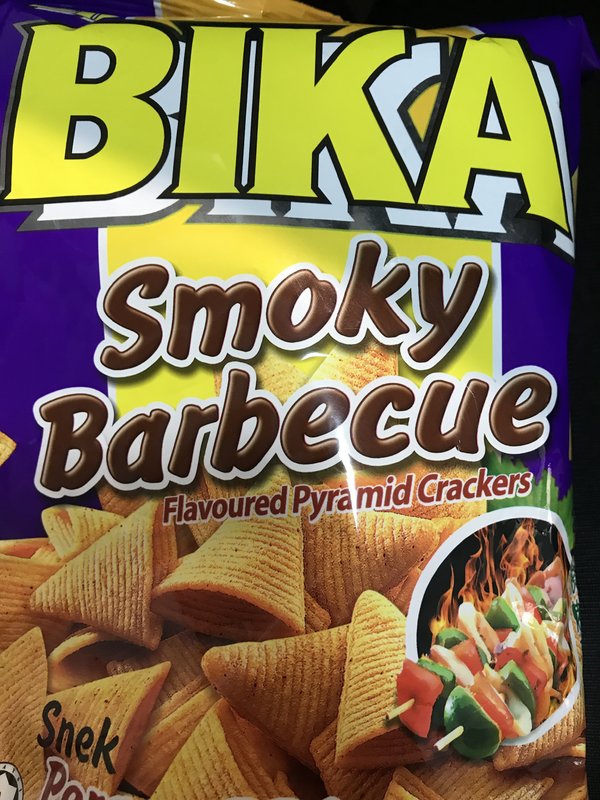 BIKA
Smoky
Barbecue
Flavoured Pyramid Crackers
Snek